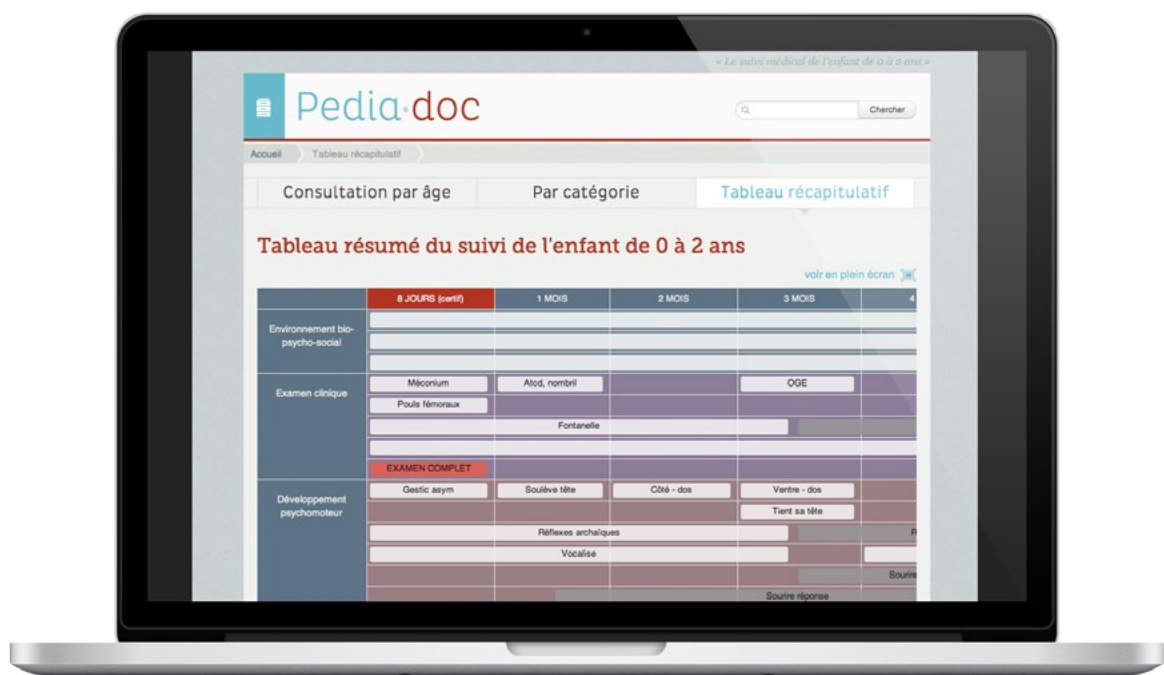 « Le suivi médical de l'enfant de 0 à 2 ans »
Pedia·doc
Chercher
Accueil Tableau récapitulatif
Consultation par âge Par catégorie Tableau récapitulatif
Tableau résumé du suivi de l'enfant de 0 à 2 ans
voir en plein écran
8 JOURS (certif) 1 MOIS 2 MOIS 3 MOIS 4
Environnement bio-
psycho-social
Examen clinique
Méconium Atcd, nombril OGE
Pouls fémoraux
Fontanelle
EXAMEN COMPLET
Développement
psychomoteur
Gestic asym Soulève tête Côté - dos Ventre - dos
Tient sa tête
Réflexes archaïques
Vocalise
Sourire
Sourire réponse